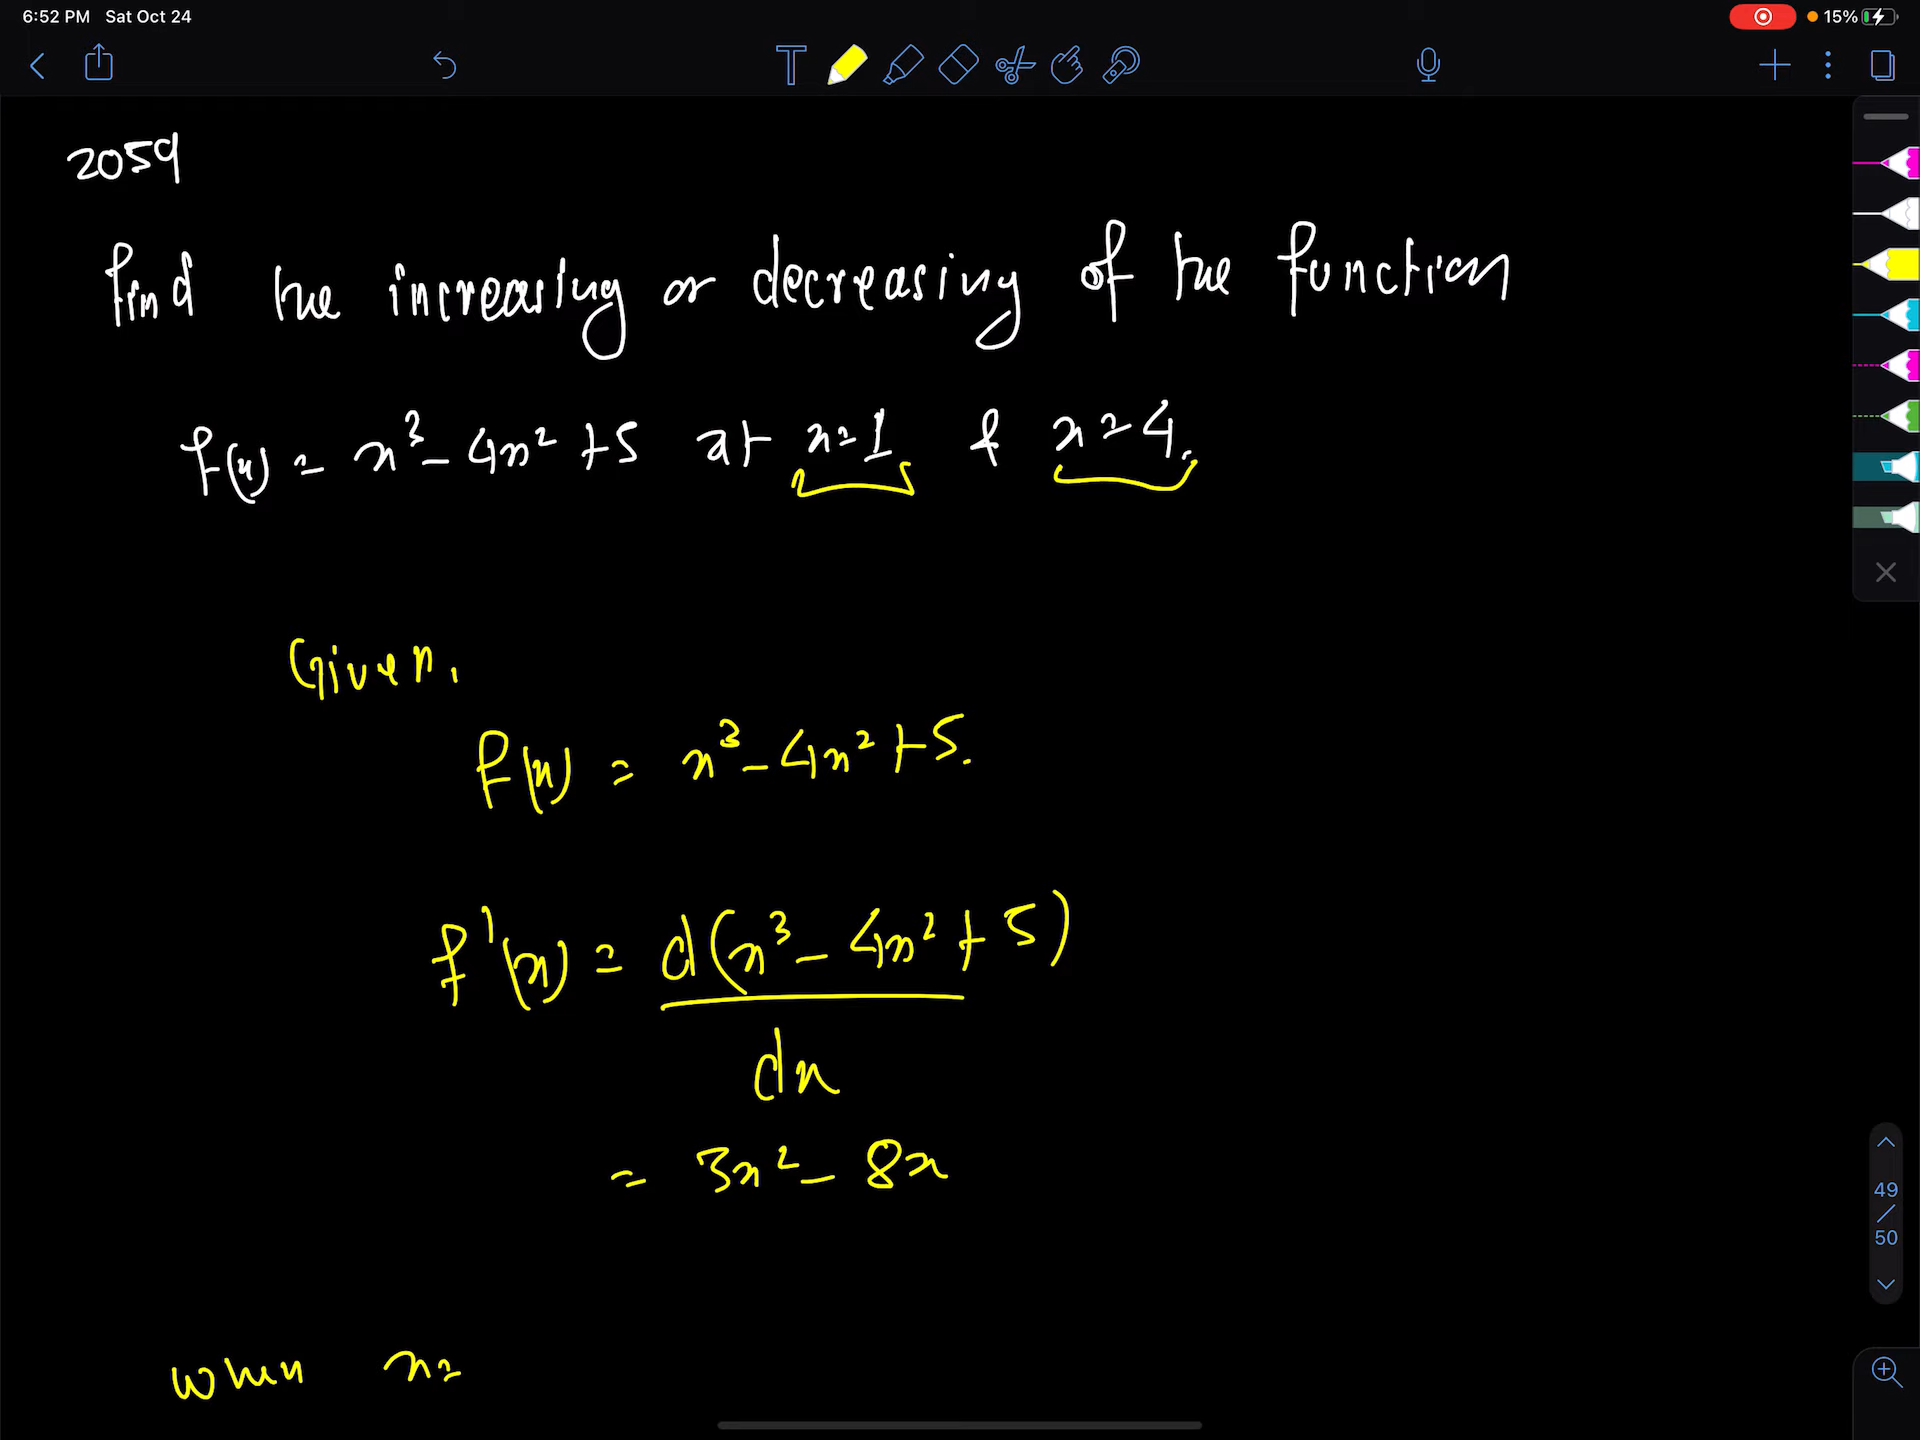 6:52 PM Sat Oct 24
15%
T
2059
find the increasing or decreasing of the function
f(x) = x³ - 4x² + 5 at x=1 & x=4.
Given,
f(x) = x³ - 4x² + 5.
f'(x) = d(x³ - 4x² + 5)
dx
= 3x² - 8x
49
/
50
when x=